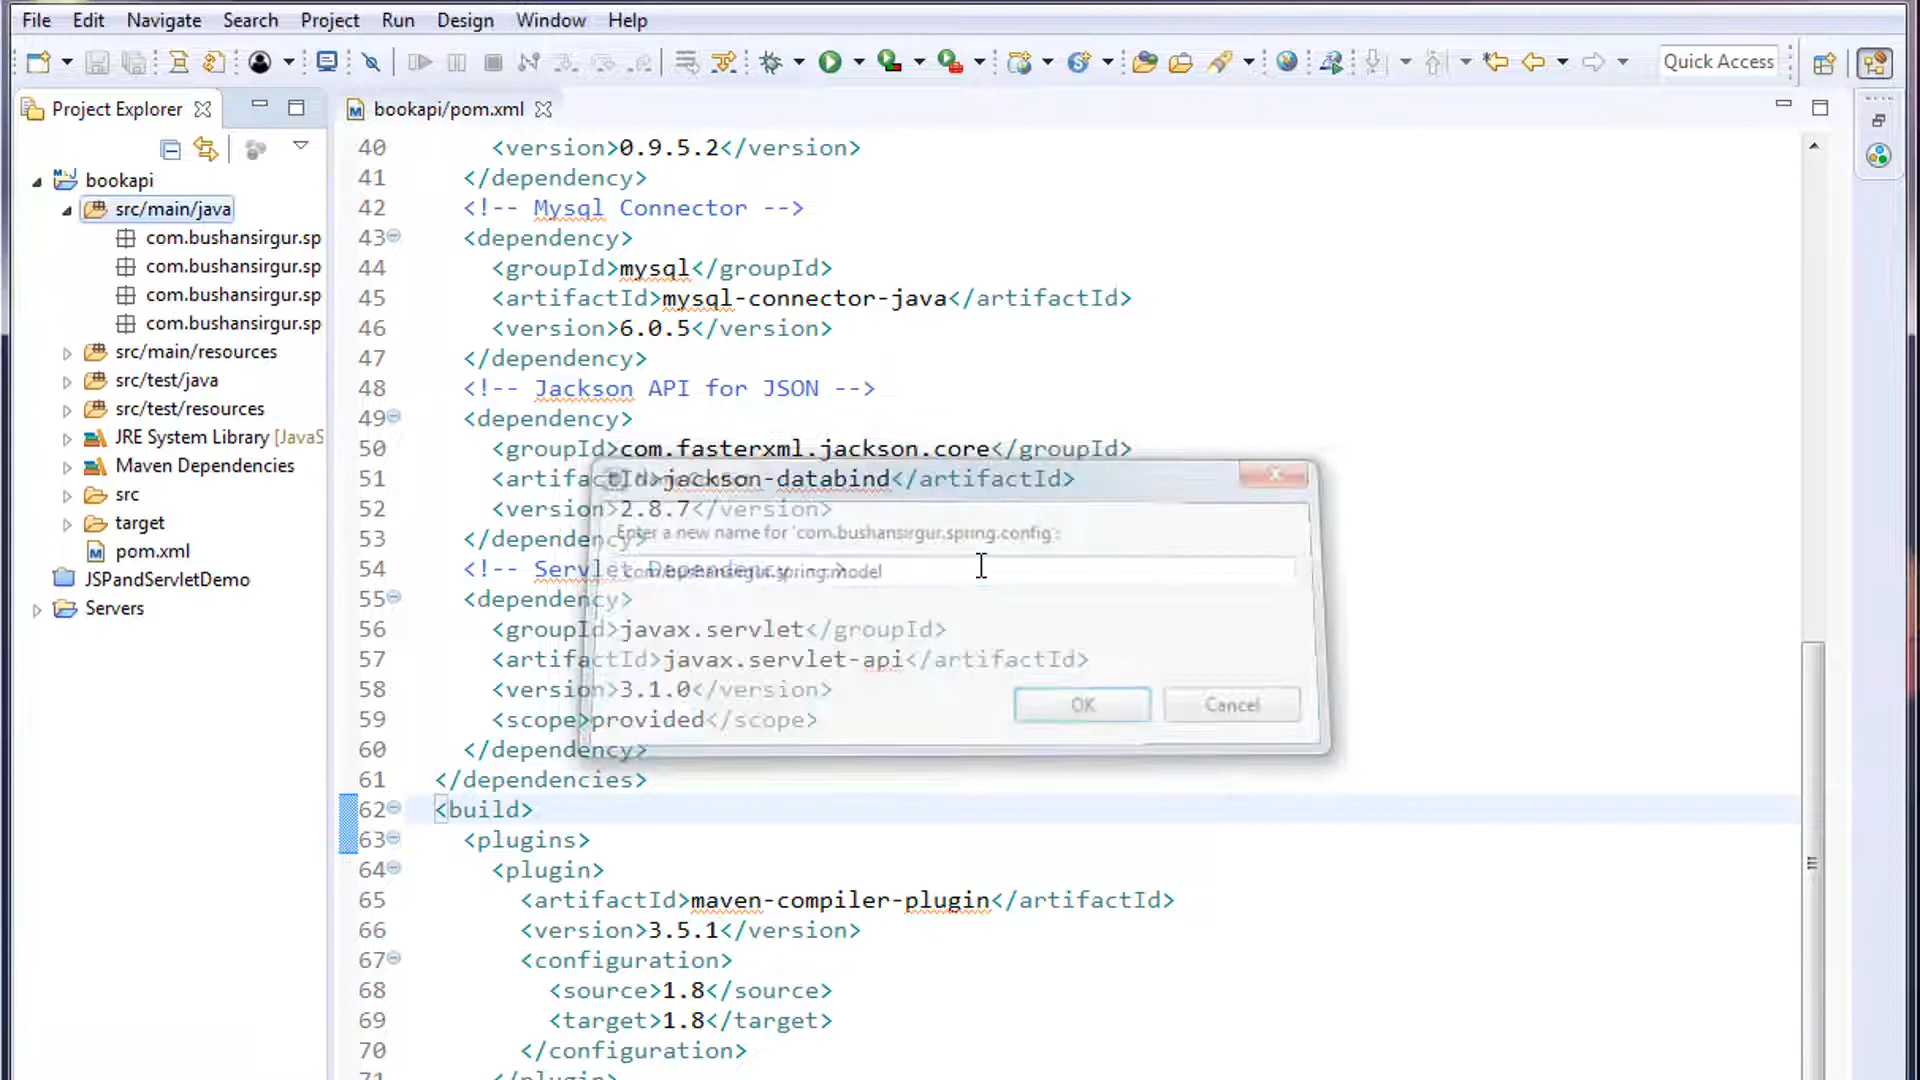 File Edit Navigate Search Project Run Design Window Help
Quick Access
Project Explorer
bookapi/pom.xml
bookapi
src/main/java
com.bushansirgur.sp
com.bushansirgur.sp
com.bushansirgur.sp
com.bushansirgur.sp
src/main/resources
src/test/java
src/test/resources
JRE System Library [JavaS
Maven Dependencies
src
target
pom.xml
JSPandServletDemo
Servers
40 <version>0.9.5.2</version>
41 </dependency>
42 <!-- Mysql Connector -->
43 <dependency>
44 <groupId>mysql</groupId>
45 <artifactId>mysql-connector-java</artifactId>
46 <version>6.0.5</version>
47 </dependency>
48 <!-- Jackson API for JSON -->
49 <dependency>
50 <groupId>com.fasterxml.jackson.core</groupId>
51 <artifactId>jackson-databind</artifactId>
52 <version>2.8.7</version>
53 </dependency>
Enter a new name for 'com.bushansirgur.spring.config':
54 <!-- Servlet Dependency -->
com.bushansirgur.spring.model
55 <dependency>
56 <groupId>javax.servlet</groupId>
57 <artifactId>javax.servlet-api</artifactId>
58 <version>3.1.0</version>
OK Cancel
59 <scope>provided</scope>
60 </dependency>
61 </dependencies>
62 <build>
63 <plugins>
64 <plugin>
65 <artifactId>maven-compiler-plugin</artifactId>
66 <version>3.5.1</version>
67 <configuration>
68 <source>1.8</source>
69 <target>1.8</target>
70 </configuration>
71 </plugin>